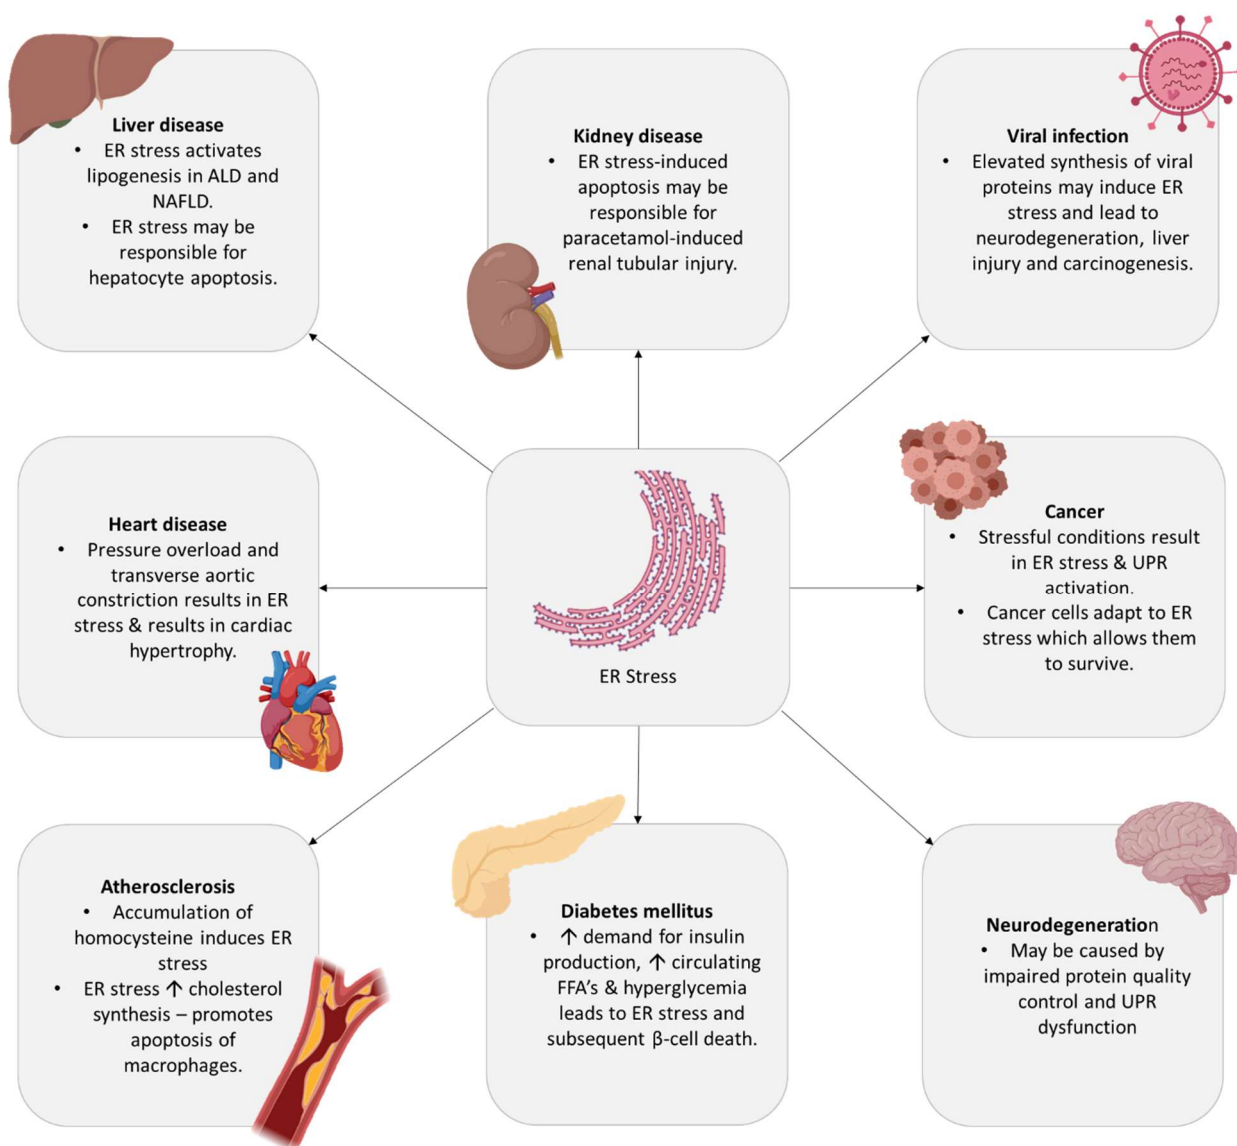 Liver disease
• ER stress activates
lipogenesis in ALD and
NAFLD.
• ER stress may be
responsible for
hepatocyte apoptosis.
Kidney disease
• ER stress-induced
apoptosis may be
responsible for
paracetamol-induced
renal tubular injury.
Viral infection
• Elevated synthesis of viral
proteins may induce ER
stress and lead to
neurodegeneration, liver
injury and carcinogenesis.
Heart disease
• Pressure overload and
transverse aortic
constriction results in ER
stress & results in cardiac
hypertrophy.
ER Stress
Cancer
• Stressful conditions result
in ER stress & UPR
activation.
• Cancer cells adapt to ER
stress which allows them
to survive.
Atherosclerosis
• Accumulation of
homocysteine induces ER
stress
• ER stress ↑ cholesterol
synthesis – promotes
apoptosis of
macrophages.
Diabetes mellitus
• ↑ demand for insulin
production, ↑ circulating
FFA's & hyperglycemia
leads to ER stress and
subsequent β-cell death.
Neurodegeneration
• May be caused by
impaired protein quality
control and UPR
dysfunction